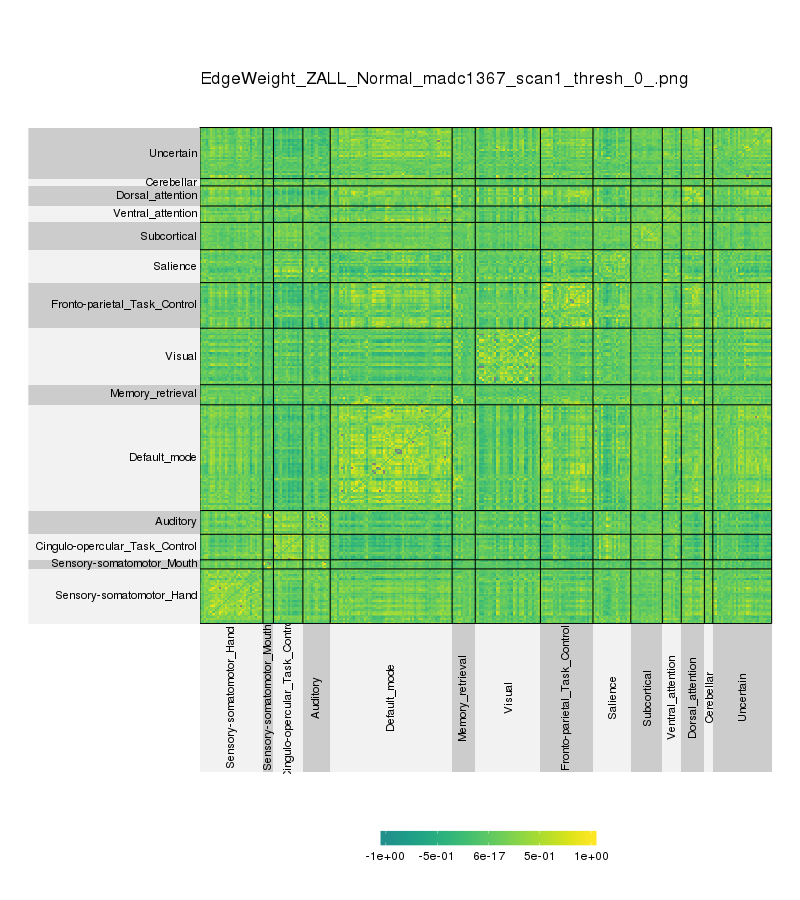 EdgeWeight_ZALL_Normal_madc1367_scan1_thresh_0_.png
Uncertain
Cerebellar
Dorsal_attention
Ventral_attention
Subcortical
Salience
Fronto-parietal_Task_Control
Visual
Memory_retrieval
Default_mode
Auditory
Cingulo-opercular_Task_Control
Sensory-somatomotor_Mouth
Sensory-somatomotor_Hand
Sensory-somatomotor_Hand
Sensory-somatomotor_Mouth
Cingulo-opercular_Task_Control
Auditory
Default_mode
Memory_retrieval
Visual
Fronto-parietal_Task_Control
Salience
Subcortical
Ventral_attention
Dorsal_attention
Cerebellar
Uncertain
-1e+00 -5e-01 6e-17 5e-01 1e+00